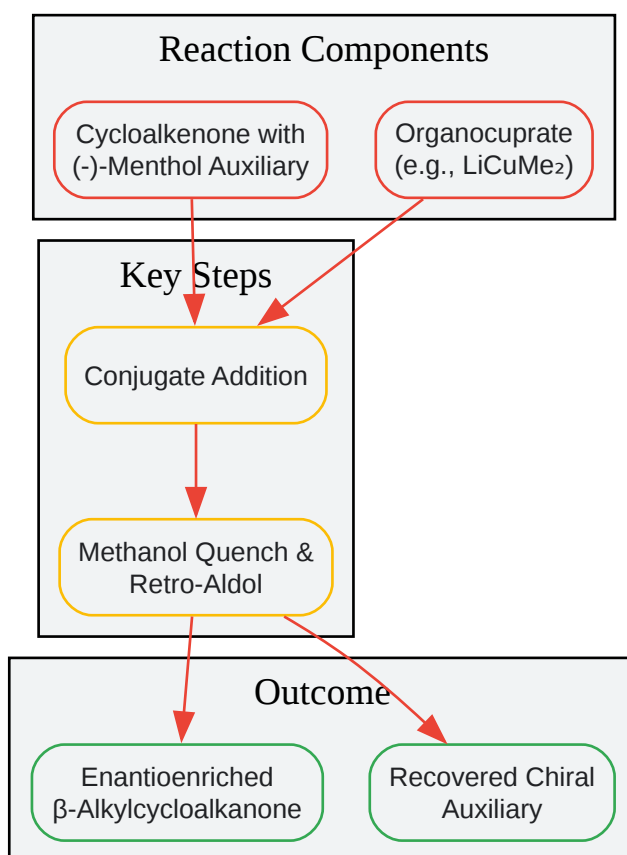 Reaction Components
Cycloalkenone with
(-)-Menthol Auxiliary
Organocuprate
(e.g., LiCuMe₂)
Key Steps
Conjugate Addition
Methanol Quench &
Retro-Aldol
Outcome
Enantioenriched
β-Alkylcycloalkanone
Recovered Chiral
Auxiliary